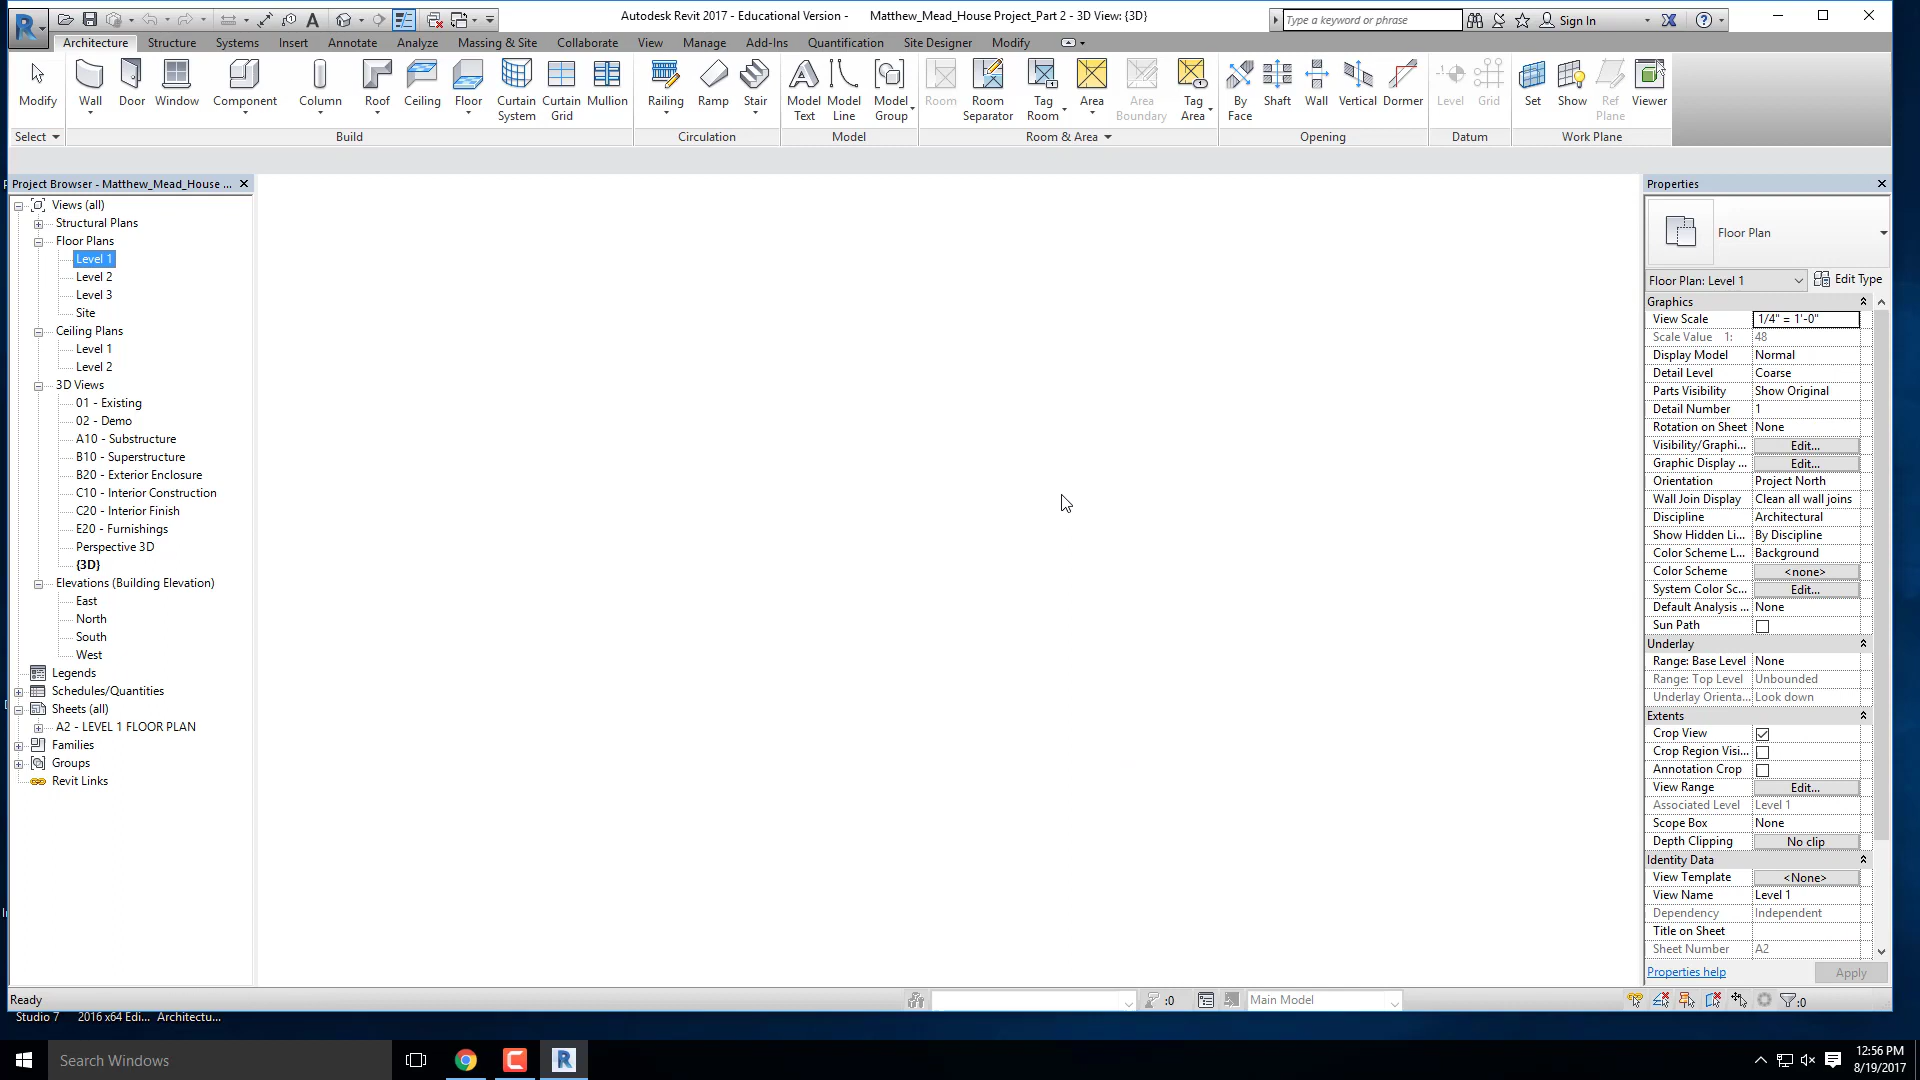 Autodesk Revit 2017 - Educational Version - Matthew_Mead_House Project_Part 2 - 3D View: {3D}
Type a keyword or phrase
Sign In
Architecture Structure Systems Insert Annotate Analyze Massing & Site Collaborate View Manage Add-Ins Quantification Site Designer Modify
Modify Wall Door Window Component Column Roof Ceiling Floor Curtain System Curtain Grid Mullion Railing Ramp Stair Model Text Model Line Model Group Room Room Separator Tag Room Area Area Boundary Tag Area By Face Shaft Wall Vertical Dormer Level Grid Set Show Ref Plane Viewer
Select Build Circulation Model Room & Area Opening Datum Work Plane
Project Browser - Matthew_Mead_House ...
Views (all)
Structural Plans
Floor Plans
Level 1
Level 2
Level 3
Site
Ceiling Plans
Level 1
Level 2
3D Views
01 - Existing
02 - Demo
A10 - Substructure
B10 - Superstructure
B20 - Exterior Enclosure
C10 - Interior Construction
C20 - Interior Finish
E20 - Furnishings
Perspective 3D
{3D}
Elevations (Building Elevation)
East
North
South
West
Legends
Schedules/Quantities
Sheets (all)
A2 - LEVEL 1 FLOOR PLAN
Families
Groups
Revit Links
Properties
Floor Plan
Floor Plan: Level 1 Edit Type
Graphics
View Scale 1/4" = 1'-0"
Scale Value 1: 48
Display Model Normal
Detail Level Coarse
Parts Visibility Show Original
Detail Number 1
Rotation on Sheet None
Visibility/Graphi... Edit...
Graphic Display ... Edit...
Orientation Project North
Wall Join Display Clean all wall joins
Discipline Architectural
Show Hidden Li... By Discipline
Color Scheme L... Background
Color Scheme <none>
System Color Sc... Edit...
Default Analysis ... None
Sun Path
Underlay
Range: Base Level None
Range: Top Level Unbounded
Underlay Orienta... Look down
Extents
Crop View
Crop Region Visi...
Annotation Crop
View Range Edit...
Associated Level Level 1
Scope Box None
Depth Clipping No clip
Identity Data
View Template <None>
View Name Level 1
Dependency Independent
Title on Sheet
Sheet Number A2
Properties help Apply
Ready :0 Main Model :0
Studio 7 2016 x64 Edi... Architectu...
Search Windows
12:56 PM
8/19/2017